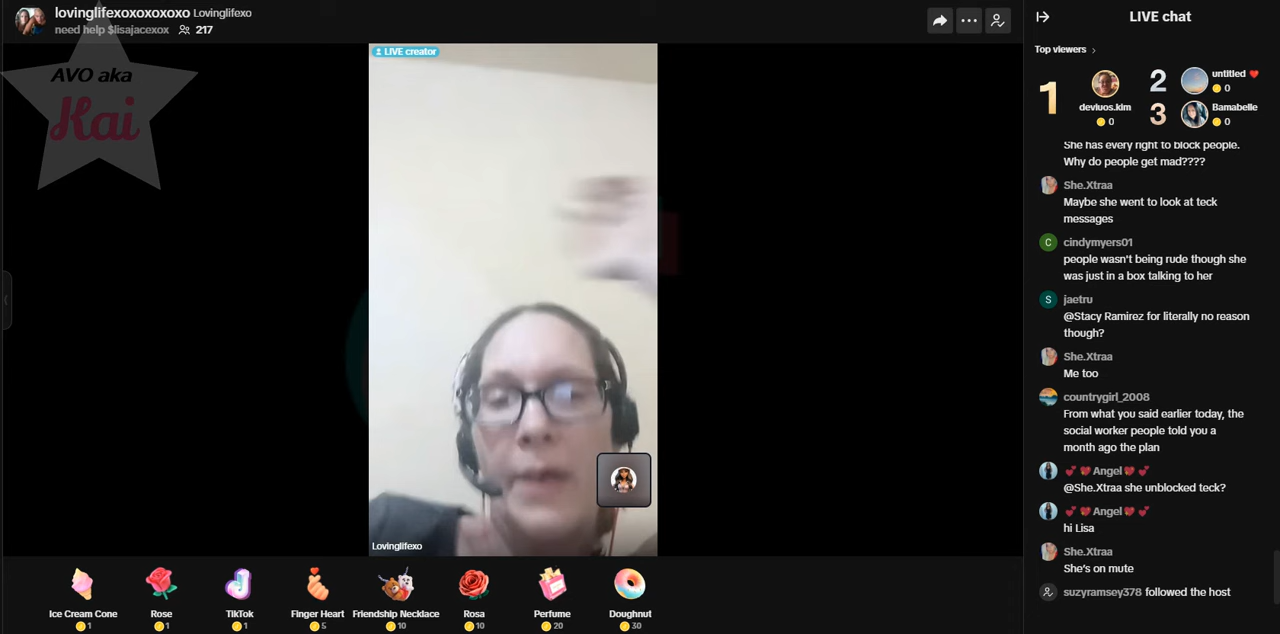 lovinglifexoxoxoxoxo Lovinglifexo
need help $lisajacexox 217
AVO aka
Kai
LIVE creator
Lovinglifexo
Ice Cream Cone
1
Rose
1
TikTok
1
Finger Heart
5
Friendship Necklace
10
Rosa
10
Perfume
20
Doughnut
30
LIVE chat
Top viewers >
1
deviuos.kim
0
2
untitled ❤️
0
3
Bamabelle
0
She has every right to block people.
Why do people get mad????
She.Xtraa
Maybe she went to look at teck
messages
C
cindymyers01
people wasn't being rude though she
was just in a box talking to her
S
jaetru
@Stacy Ramirez for literally no reason
though?
She.Xtraa
Me too
countrygirl_2008
From what you said earlier today, the
social worker people told you a
month ago the plan
💕💖Angel💖💕
@She.Xtraa she unblocked teck?
💕💖Angel💖💕
hi Lisa
She.Xtraa
She's on mute
suzyramsey378 followed the host